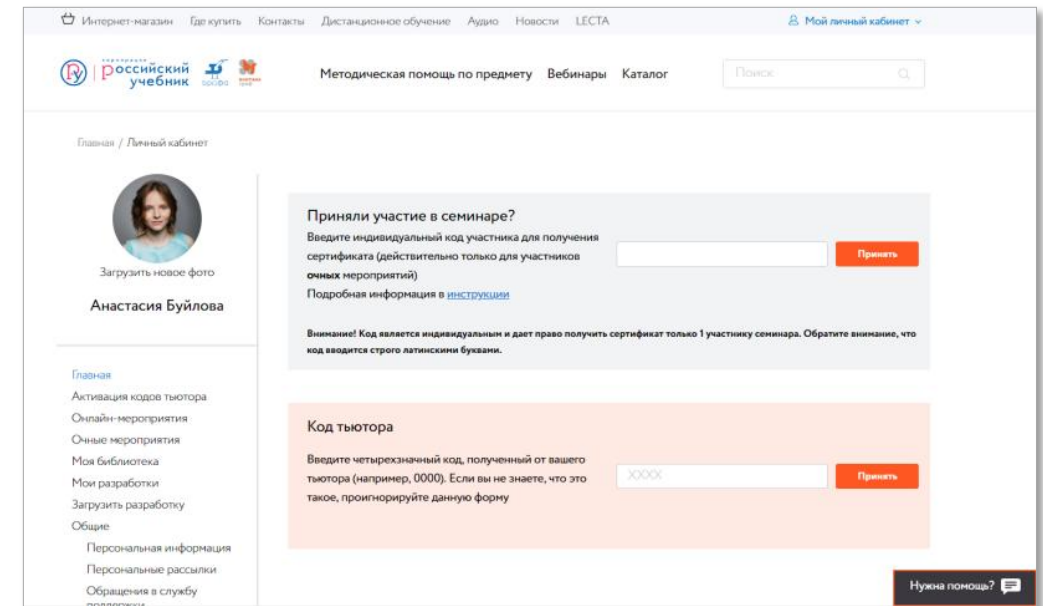 Интернет-магазин Где купить Контакты Дистанционное обучение Аудио Новости LECTA Мой личный кабинет
корпорация
российский
учебник
дрофа
Методическая помощь по предмету Вебинары Каталог Поиск
Главная / Личный кабинет
Загрузить новое фото
Анастасия Буйлова
Главная
Активация кодов тьютора
Онлайн-мероприятия
Очные мероприятия
Моя библиотека
Мои разработки
Загрузить разработку
Общие
Персональная информация
Персональные рассылки
Обращения в службу
поддержки
Приняли участие в семинаре?
Введите индивидуальный код участника для получения
сертификата (действительно только для участников
очных мероприятий)
Подробная информация в инструкции
Принять
Внимание! Код является индивидуальным и дает право получить сертификат только 1 участнику семинара. Обратите внимание, что
код вводится строго латинскими буквами.
Код тьютора
Введите четырехзначный код, полученный от вашего
тьютора (например, 0000). Если вы не знаете, что это
такое, проигнорируйте данную форму
XXXX
Принять
Нужна помощь?